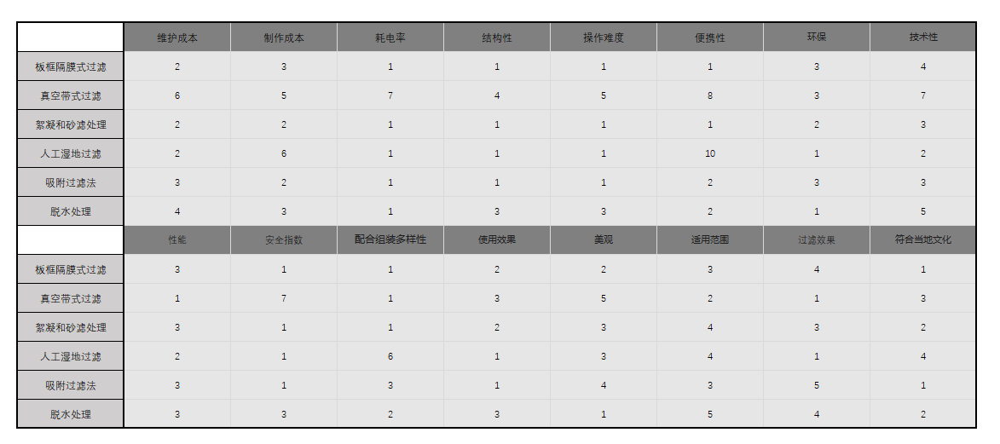 维护成本 制作成本 耗电率 结构性 操作难度 便携性 环保 技术性
板框隔膜式过滤 2 3 1 1 1 1 3 4
真空带式过滤 6 5 7 4 5 8 3 7
絮凝和砂滤处理 2 2 1 1 1 1 2 3
人工湿地过滤 2 6 1 1 1 10 1 2
吸附过滤法 3 2 1 1 1 2 3 3
脱水处理 4 3 1 3 3 2 1 5
性能 安全指数 配合组装多样性 使用效果 美观 适用范围 过滤效果 符合当地文化
板框隔膜式过滤 3 1 1 2 2 3 4 1
真空带式过滤 1 7 1 3 5 2 1 3
絮凝和砂滤处理 3 1 1 2 3 4 3 2
人工湿地过滤 2 1 6 1 3 4 1 4
吸附过滤法 3 1 3 1 4 3 5 1
脱水处理 3 3 2 3 1 5 4 2